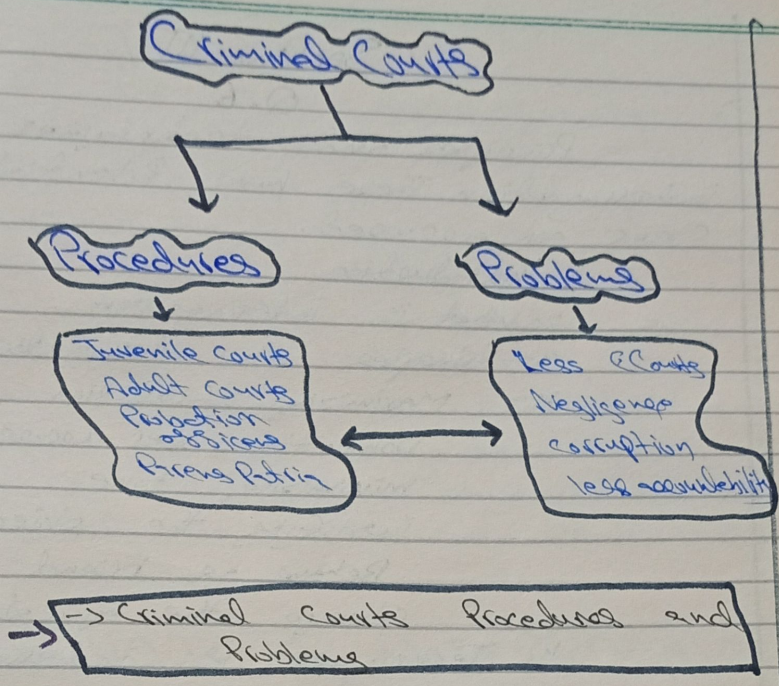 Criminal Courts
Procedures
Problems
Juvenile Courts
Adult Courts
Probation
officers
Parens Patria
Less CCourts
Negligence
corruption
less accountability
-> Criminal Courts Procedures and
Problems